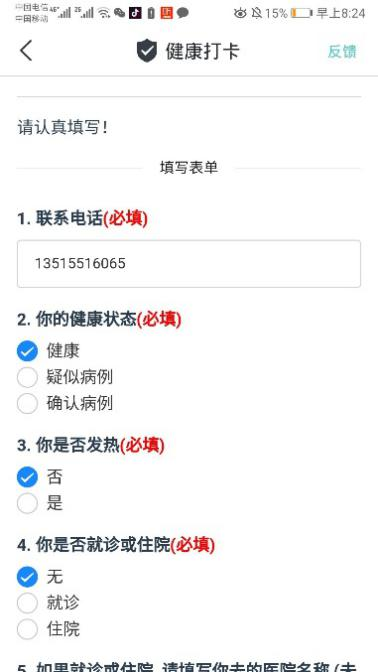 中国电信
中国移动
15%
早上8:24
健康打卡
反馈
请认真填写！
填写表单
1. 联系电话(必填)
13515516065
2. 你的健康状态(必填)
健康
疑似病例
确认病例
3. 你是否发热(必填)
否
是
4. 你是否就诊或住院(必填)
无
就诊
住院
5. 如果就诊或住院, 请填写你去的医院名称 (未